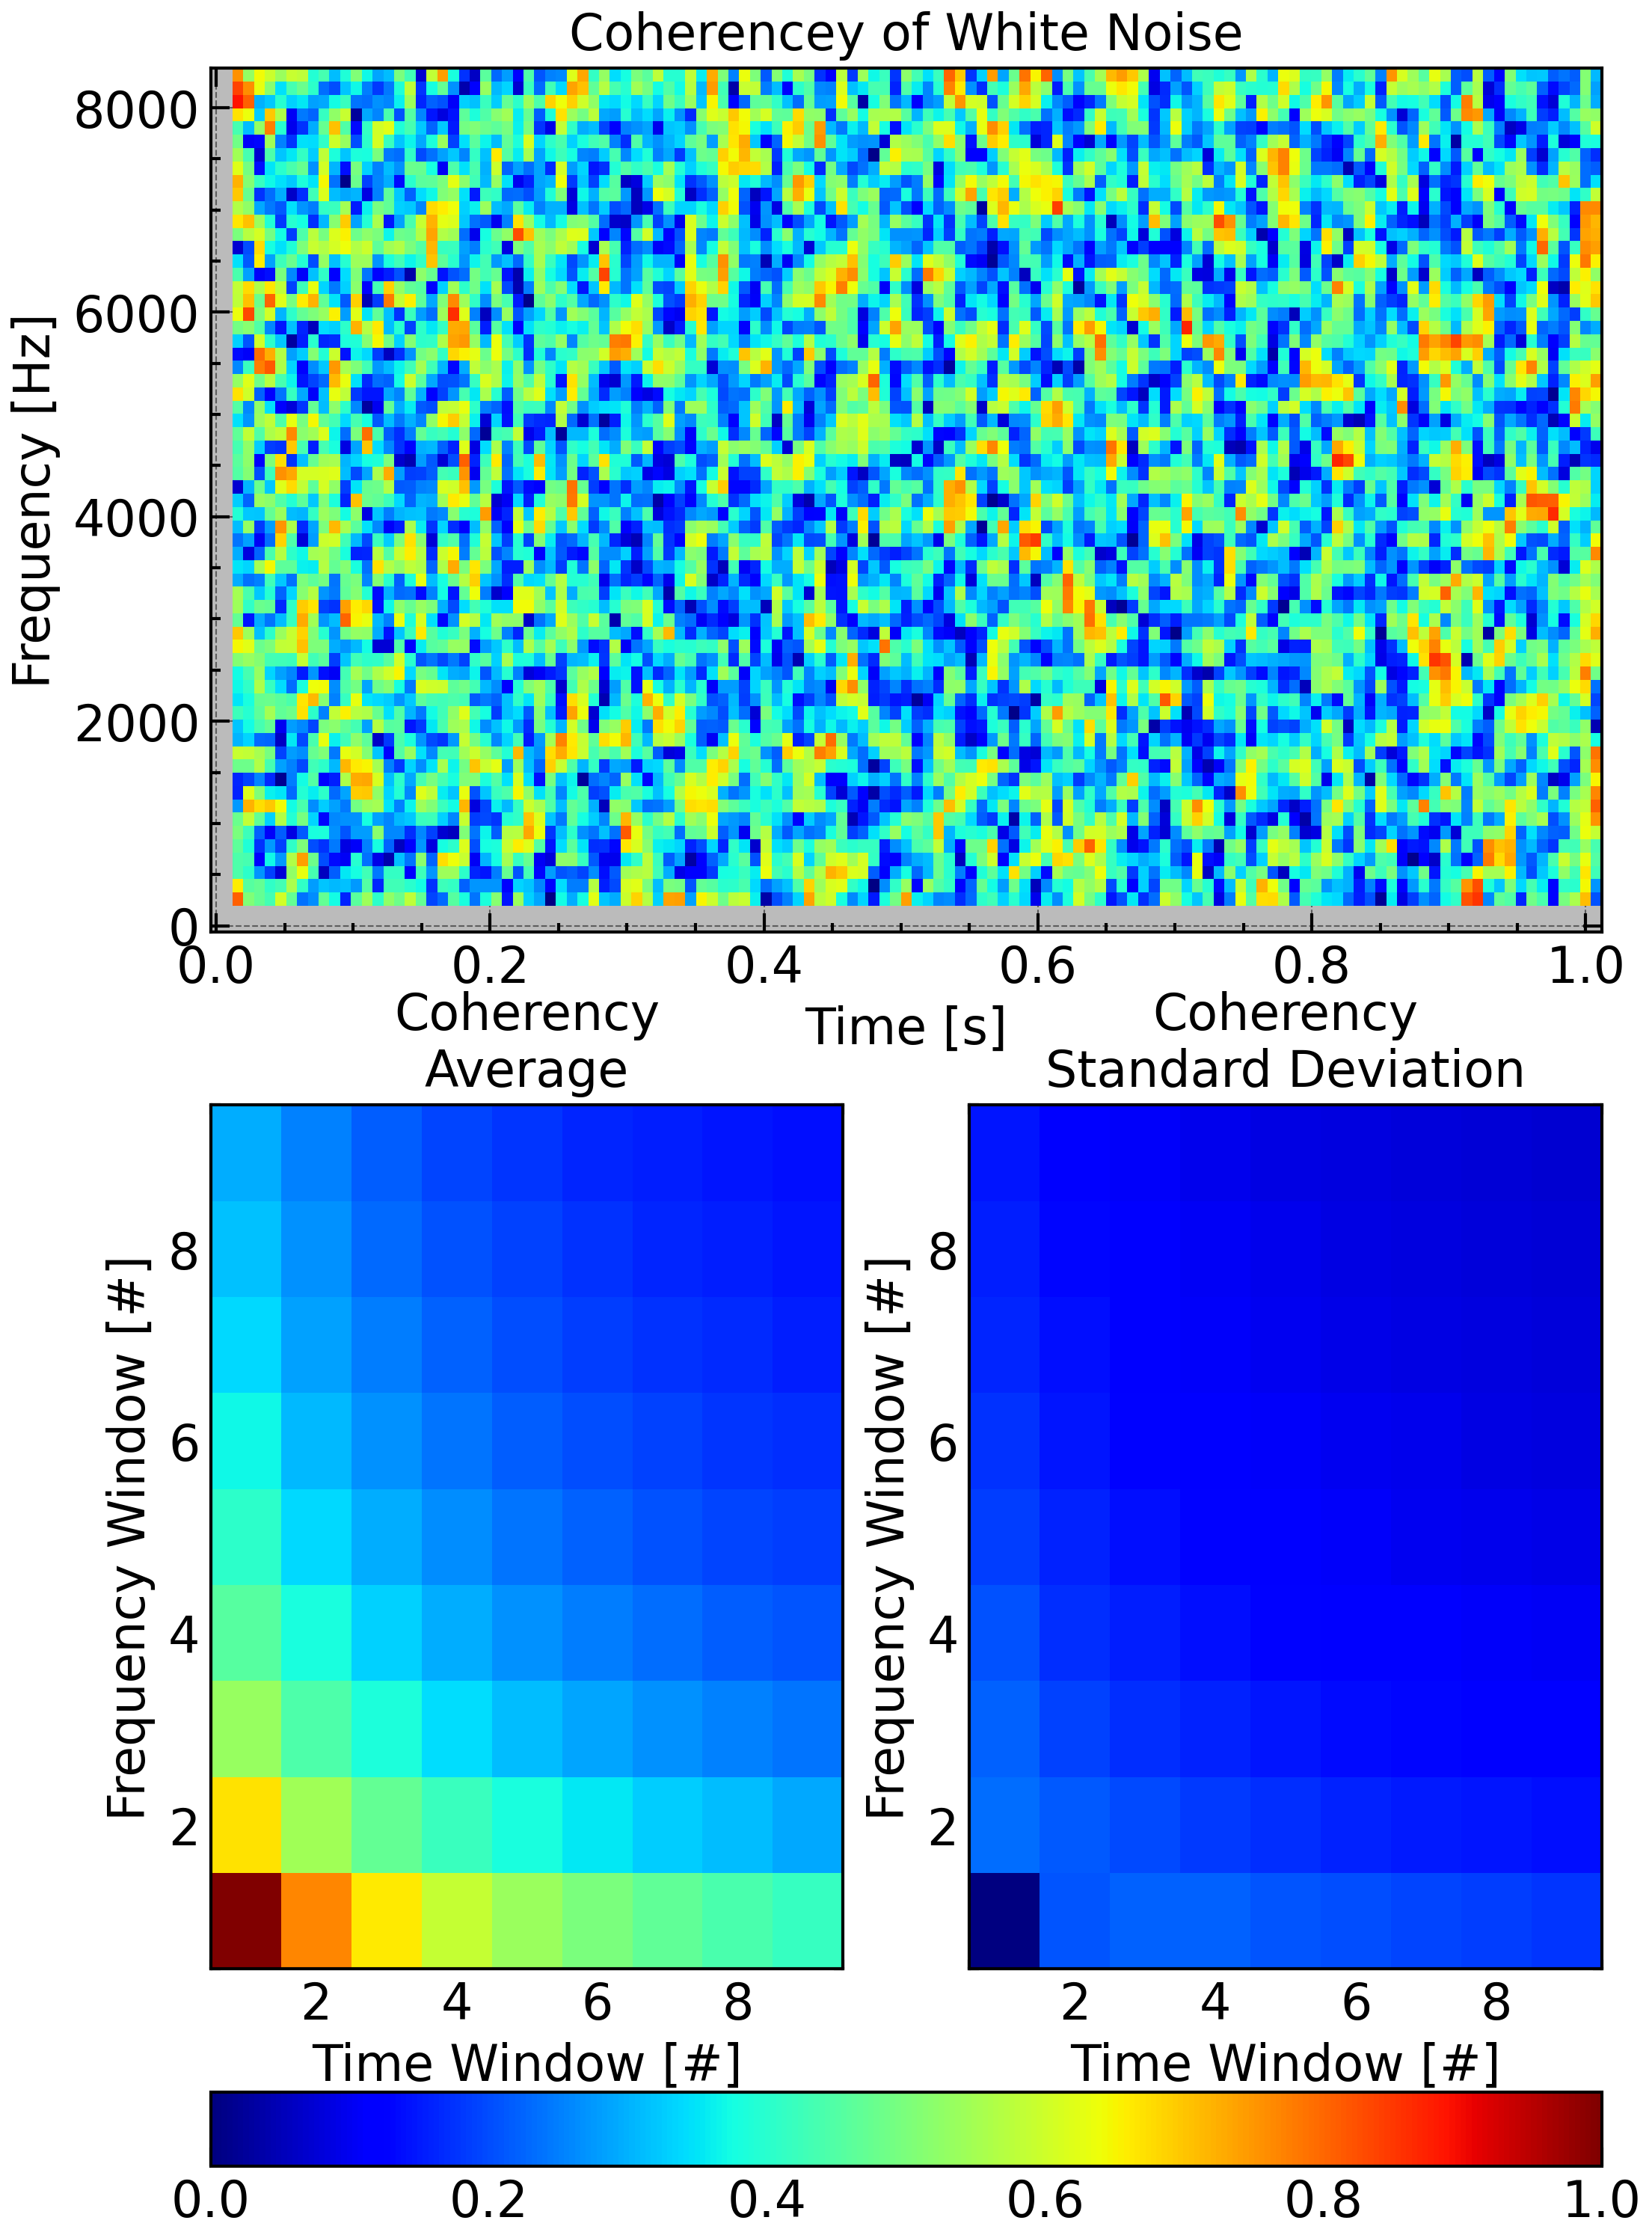 Coherencey of White Noise
Frequency [Hz]
8000
6000
4000
2000
0
0.0 0.2 0.4 0.6 0.8 1.0
Time [s]
Coherency
Average
Frequency Window [#]
8
6
4
2
2 4 6 8
Time Window [#]
Coherency
Standard Deviation
Frequency Window [#]
8
6
4
2
2 4 6 8
Time Window [#]
0.0 0.2 0.4 0.6 0.8 1.0